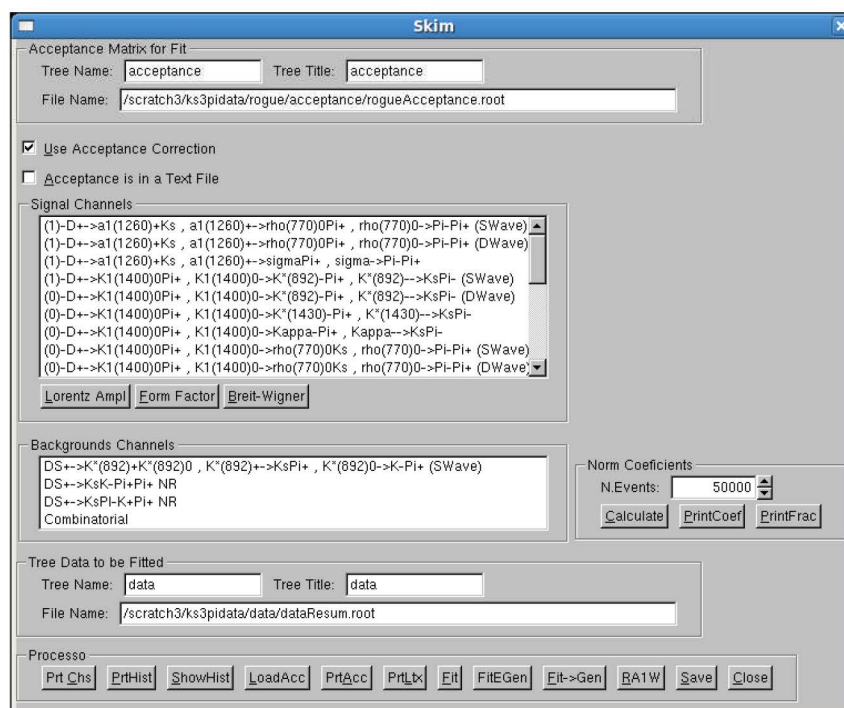 Skim
Acceptance Matrix for Fit
Tree Name: acceptance Tree Title: acceptance
File Name: /scratch3/ks3pidata/rogue/acceptance/rogueAcceptance.root
Use Acceptance Correction
Acceptance is in a Text File
Signal Channels
(1)-D+->a1(1260)+Ks , a1(1260)+->rho(770)0Pi+ , rho(770)0->Pi-Pi+ (SWave)
(1)-D+->a1(1260)+Ks , a1(1260)+->rho(770)0Pi+ , rho(770)0->Pi-Pi+ (DWave)
(1)-D+->a1(1260)+Ks , a1(1260)+->sigmaPi+ , sigma->Pi-Pi+
(1)-D+->K1(1400)0Pi+ , K1(1400)0->K*(892)-Pi+ , K*(892)-->KsPi- (SWave)
(0)-D+->K1(1400)0Pi+ , K1(1400)0->K*(892)-Pi+ , K*(892)-->KsPi- (DWave)
(0)-D+->K1(1400)0Pi+ , K1(1400)0->K*(1430)-Pi+ , K*(1430)-->KsPi-
(0)-D+->K1(1400)0Pi+ , K1(1400)0->Kappa-Pi+ , Kappa-->KsPi-
(0)-D+->K1(1400)0Pi+ , K1(1400)0->rho(770)0Ks , rho(770)0->Pi-Pi+ (SWave)
(0)-D+->K1(1400)0Pi+ , K1(1400)0->rho(770)0Ks , rho(770)0->Pi-Pi+ (DWave)
Lorentz Ampl Form Factor Breit-Wigner
Backgrounds Channels
DS+->K*(892)+K*(892)0 , K*(892)+->KsPi+ , K*(892)0->K-Pi+ (SWave)
DS+->KsK-Pi+Pi+ NR
DS+->KsPI-K+Pi+ NR
Combinatorial
Norm Coeficients
N.Events: 50000
Calculate PrintCoef PrintFrac
Tree Data to be Fitted
Tree Name: data Tree Title: data
File Name: /scratch3/ks3pidata/data/dataResum.root
Processo
Prt Chs PrtHist ShowHist LoadAcc PrtAcc PrtLtx Fit FitEGen Fit->Gen RA1W Save Close